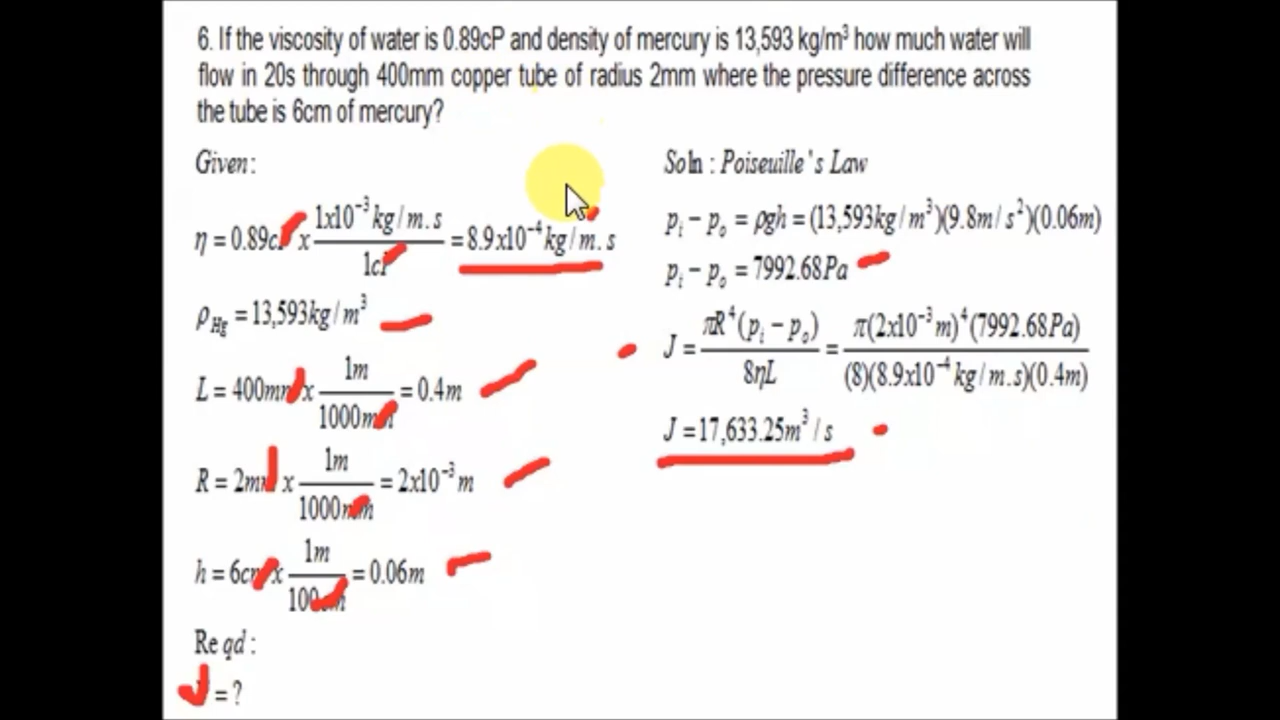 6. If the viscosity of water is 0.89cP and density of mercury is 13,593 kg/m³ how much water will
flow in 20s through 400mm copper tube of radius 2mm where the pressure difference across
the tube is 6cm of mercury?
Given:
η = 0.89cP x 1x10⁻³ kg/m.s / 1cP = 8.9x10⁻⁴ kg/m.s
ρHg = 13,593kg/m³
L = 400mm x 1m / 1000mm = 0.4m
R = 2mm x 1m / 1000mm = 2x10⁻³ m
h = 6cm x 1m / 100cm = 0.06m
Re qd :
= ?
Soln : Poiseuille's Law
pᵢ − pₒ = ρgh = (13,593kg/m³)(9.8m/s²)(0.06m)
pᵢ − pₒ = 7992.68Pa
J = πR⁴(pᵢ − pₒ) / 8ηL = π(2x10⁻³m)⁴(7992.68Pa) / (8)(8.9x10⁻⁴ kg/m.s)(0.4m)
J = 17,633.25m³/s